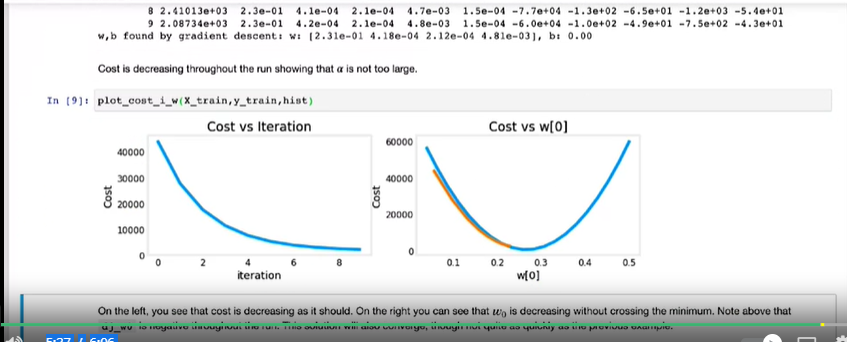 8 2.41013e+03 2.3e-01 4.1e-04 2.1e-04 4.7e-03 1.5e-04 -7.7e+04 -1.3e+02 -6.5e+01 -1.2e+03 -5.4e+01
9 2.08734e+03 2.3e-01 4.2e-04 2.1e-04 4.8e-03 1.5e-04 -6.0e+04 -1.0e+02 -4.9e+01 -7.5e+02 -4.3e+01
w,b found by gradient descent: w: [2.31e-01 4.18e-04 2.12e-04 4.81e-03], b: 0.00
Cost is decreasing throughout the run showing that α is not too large.
In [9]: plot_cost_i_w(X_train,y_train,hist)
Cost vs Iteration
40000
30000
20000
10000
0
Cost
0 2 4 6 8
iteration
Cost vs w[0]
60000
40000
20000
0
Cost
0.1 0.2 0.3 0.4 0.5
w[0]
On the left, you see that cost is decreasing as it should. On the right you can see that w₀ is decreasing without crossing the minimum. Note above that
dj_w0 is negative throughout the run. This solution will also converge, though not quite as quickly as the previous example.
5:27 / 6:06